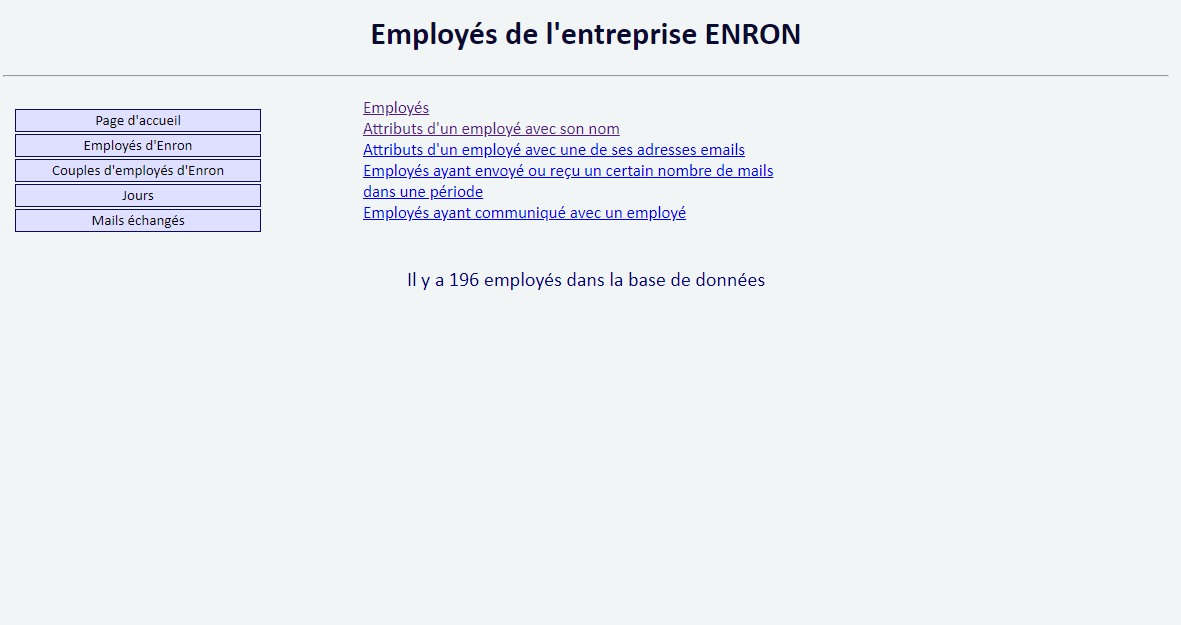 Employés de l'entreprise ENRON
Page d'accueil
Employés d'Enron
Couples d'employés d'Enron
Jours
Mails échangés
Employés
Attributs d'un employé avec son nom
Attributs d'un employé avec une de ses adresses emails
Employés ayant envoyé ou reçu un certain nombre de mails
dans une période
Employés ayant communiqué avec un employé
Il y a 196 employés dans la base de données